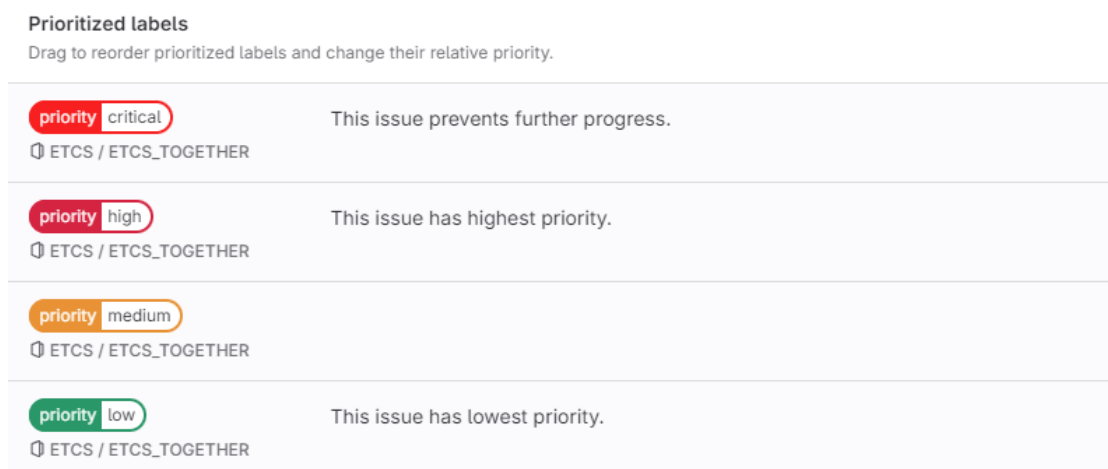 Prioritized labels
Drag to reorder prioritized labels and change their relative priority.
priority critical This issue prevents further progress.
ETCS / ETCS_TOGETHER
priority high This issue has highest priority.
ETCS / ETCS_TOGETHER
priority medium
ETCS / ETCS_TOGETHER
priority low This issue has lowest priority.
ETCS / ETCS_TOGETHER